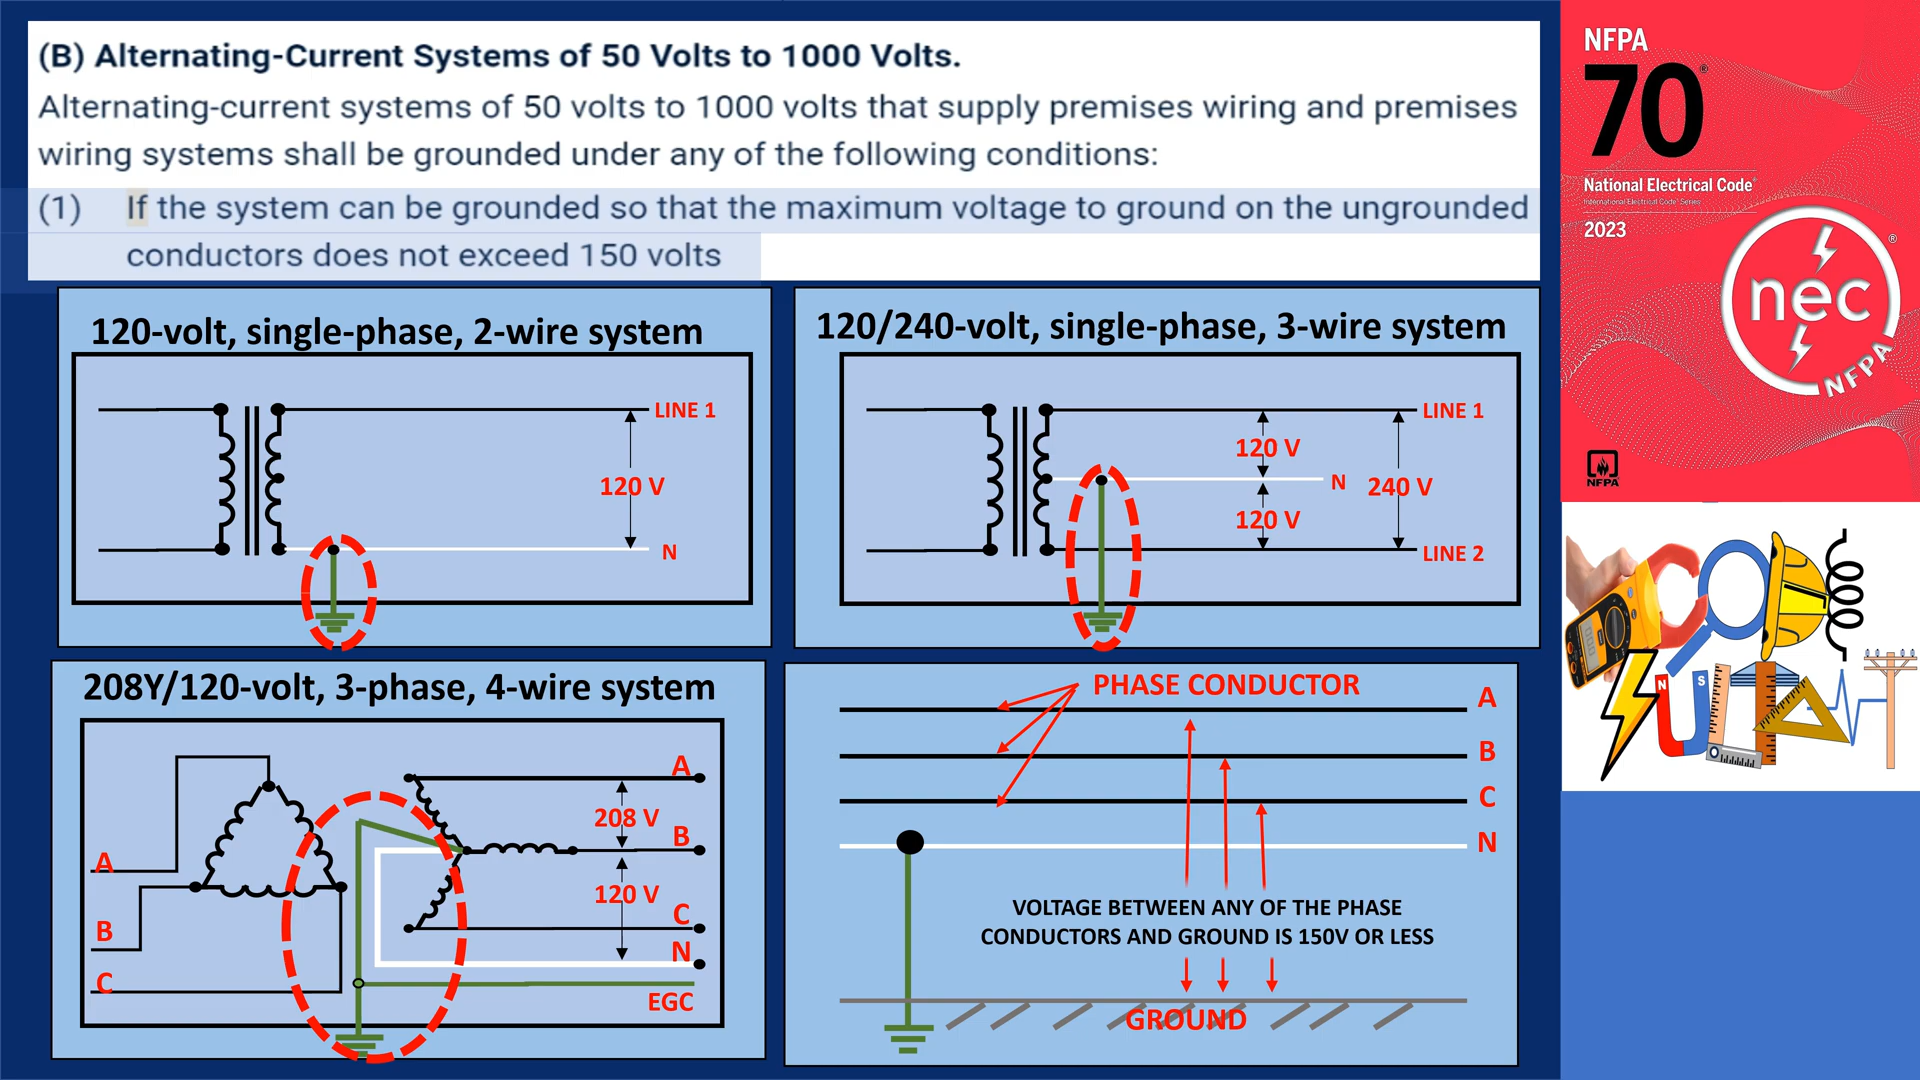 (B) Alternating-Current Systems of 50 Volts to 1000 Volts.
Alternating-current systems of 50 volts to 1000 volts that supply premises wiring and premises
wiring systems shall be grounded under any of the following conditions:
(1) If the system can be grounded so that the maximum voltage to ground on the ungrounded
conductors does not exceed 150 volts
120-volt, single-phase, 2-wire system
LINE 1
120 V
N
120/240-volt, single-phase, 3-wire system
LINE 1
120 V
N 240 V
120 V
LINE 2
208Y/120-volt, 3-phase, 4-wire system
A
208 V
B
A
120 V
C
B
N
C
EGC
PHASE CONDUCTOR
A
B
C
N
VOLTAGE BETWEEN ANY OF THE PHASE
CONDUCTORS AND GROUND IS 150V OR LESS
GROUND
NFPA
70®
National Electrical Code®
International Electrical Code® Series
2023
nec®
NFPA
NFPA
N S